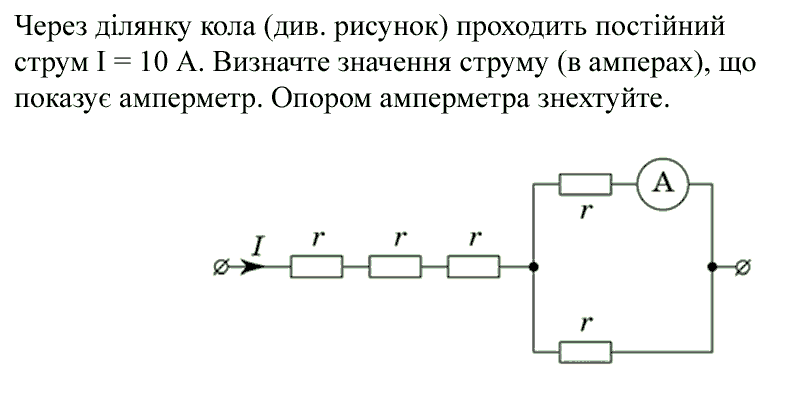 Через ділянку кола (див. рисунок) проходить постійний
струм I = 10 А. Визначте значення струму (в амперах), що
показує амперметр. Опором амперметра знехтуйте.
A
r
I r r r
r